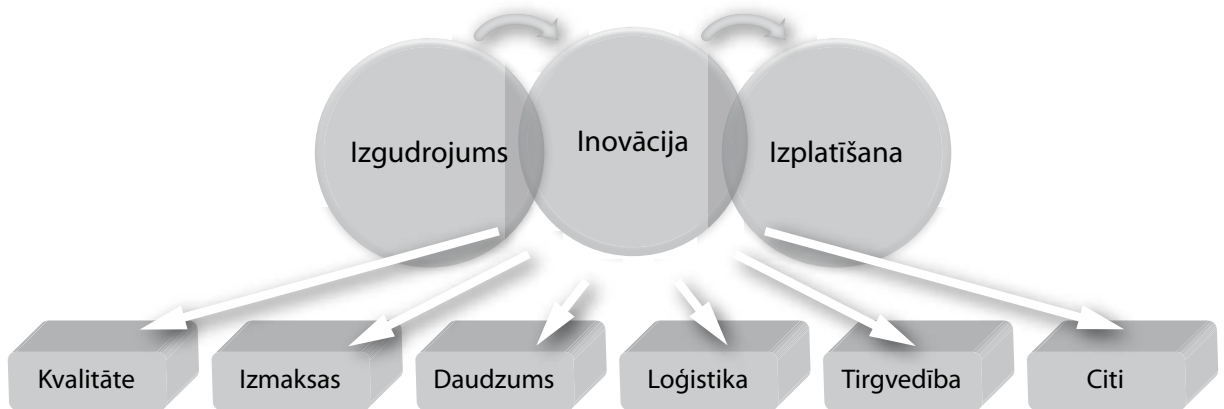 Izgudrojums
Inovācija
Izplatīšana
Kvalitāte
Izmaksas
Daudzums
Loģistika
Tirgvedība
Citi